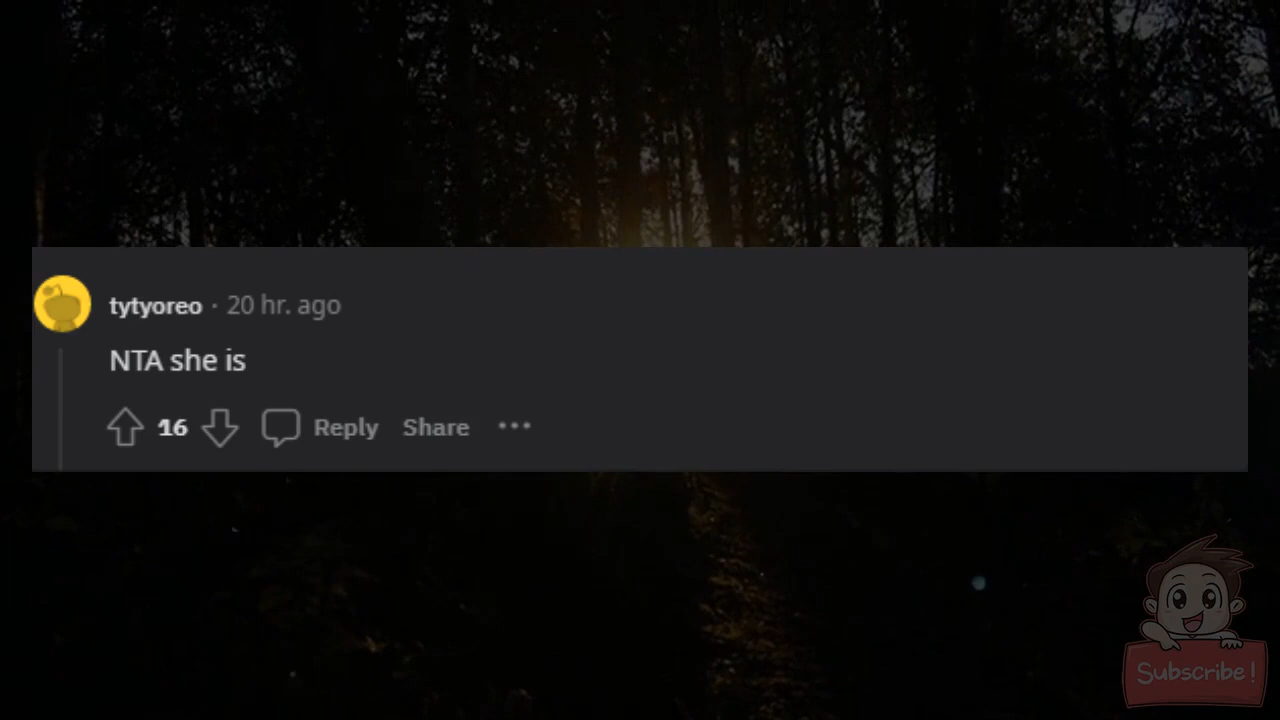 tytyoreo · 20 hr. ago
NTA she is
16 Reply Share ···
Subscribe!